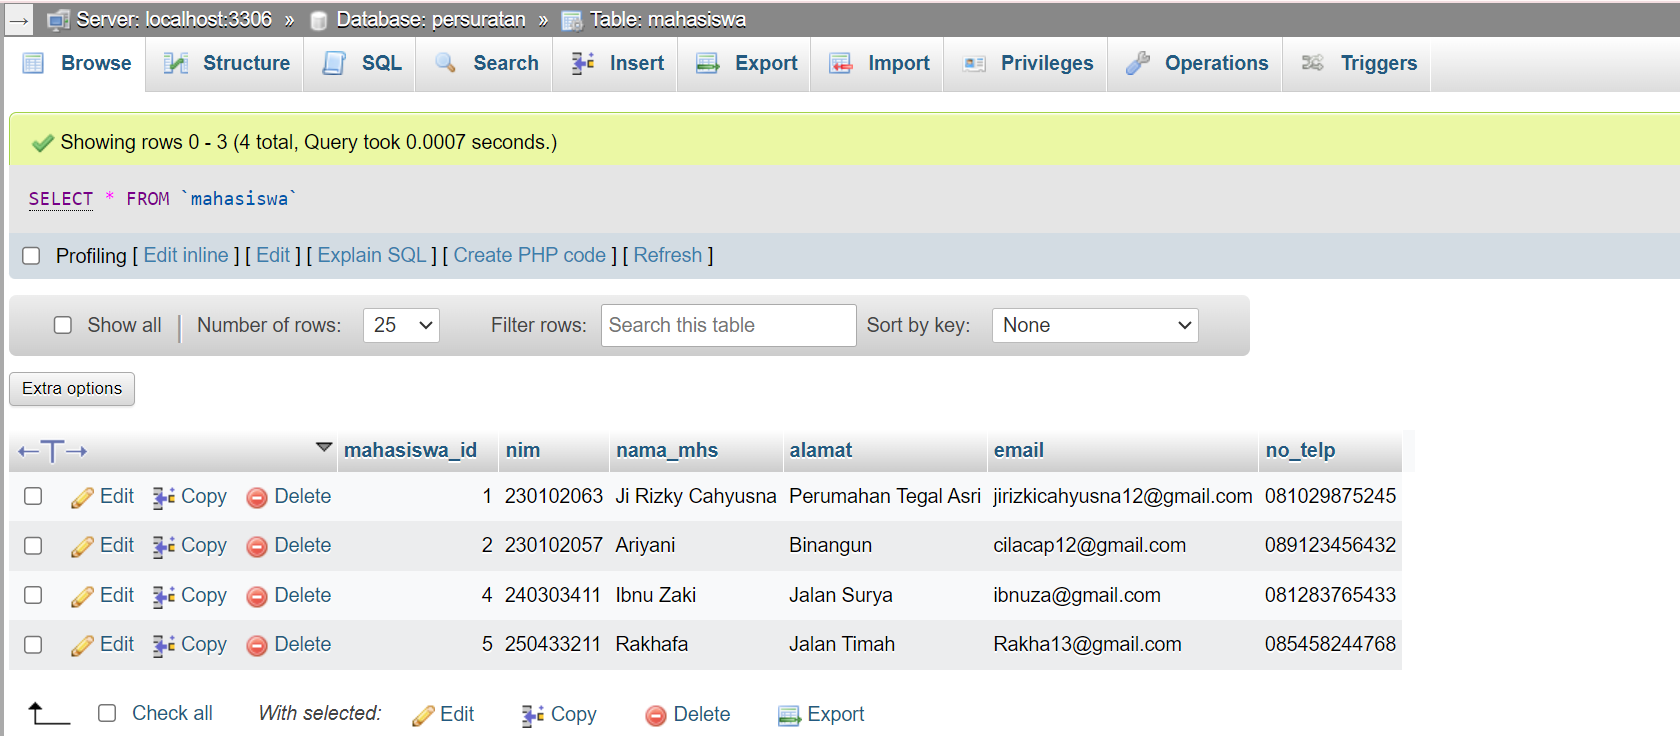 Server: localhost:3306 » Database: persuratan » Table: mahasiswa
Browse Structure SQL Search Insert Export Import Privileges Operations Triggers
Showing rows 0 - 3 (4 total, Query took 0.0007 seconds.)
SELECT * FROM `mahasiswa`
Profiling [ Edit inline ] [ Edit ] [ Explain SQL ] [ Create PHP code ] [ Refresh ]
Show all | Number of rows: 25 Filter rows: Search this table Sort by key: None
Extra options
←T→ mahasiswa_id nim nama_mhs alamat email no_telp
Edit Copy Delete 1 230102063 Ji Rizky Cahyusna Perumahan Tegal Asri jirizkicahyusna12@gmail.com 081029875245
Edit Copy Delete 2 230102057 Ariyani Binangun cilacap12@gmail.com 089123456432
Edit Copy Delete 4 240303411 Ibnu Zaki Jalan Surya ibnuza@gmail.com 081283765433
Edit Copy Delete 5 250433211 Rakhafa Jalan Timah Rakha13@gmail.com 085458244768
Check all With selected: Edit Copy Delete Export